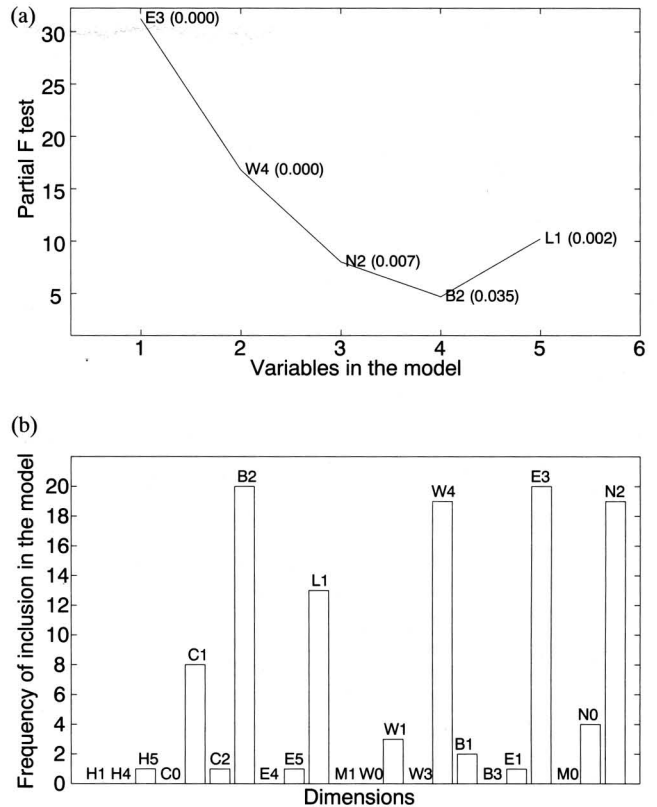 (a)
30
25
20
15
10
5
Partial F test
E3 (0.000)
W4 (0.000)
N2 (0.007)
B2 (0.035)
L1 (0.002)
1 2 3 4 5 6
Variables in the model
(b)
20
18
16
14
12
10
8
6
4
2
0
Frequency of inclusion in the model
H1 H4 H5 C0 C1 C2 B2 E4 E5 L1 M1 W0 W1 W3 W4 B1 B3 E1 E3 M0 N0 N2
Dimensions